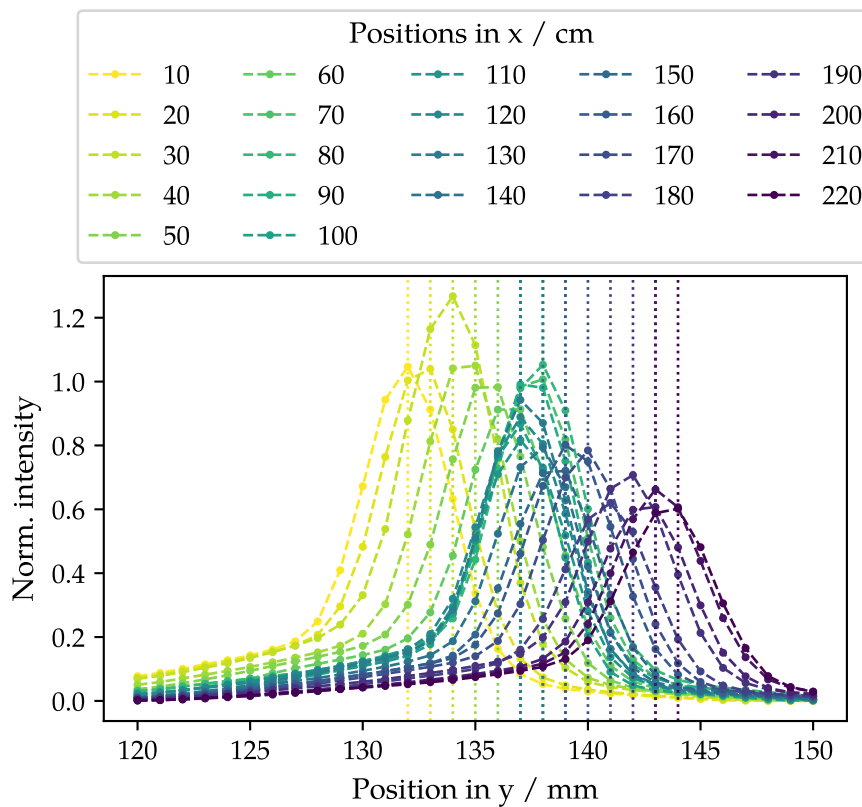 Positions in x / cm
10 60 110 150 190
20 70 120 160 200
30 80 130 170 210
40 90 140 180 220
50 100
1.2
1.0
0.8
0.6
0.4
0.2
0.0
Norm. intensity
120 125 130 135 140 145 150
Position in y / mm